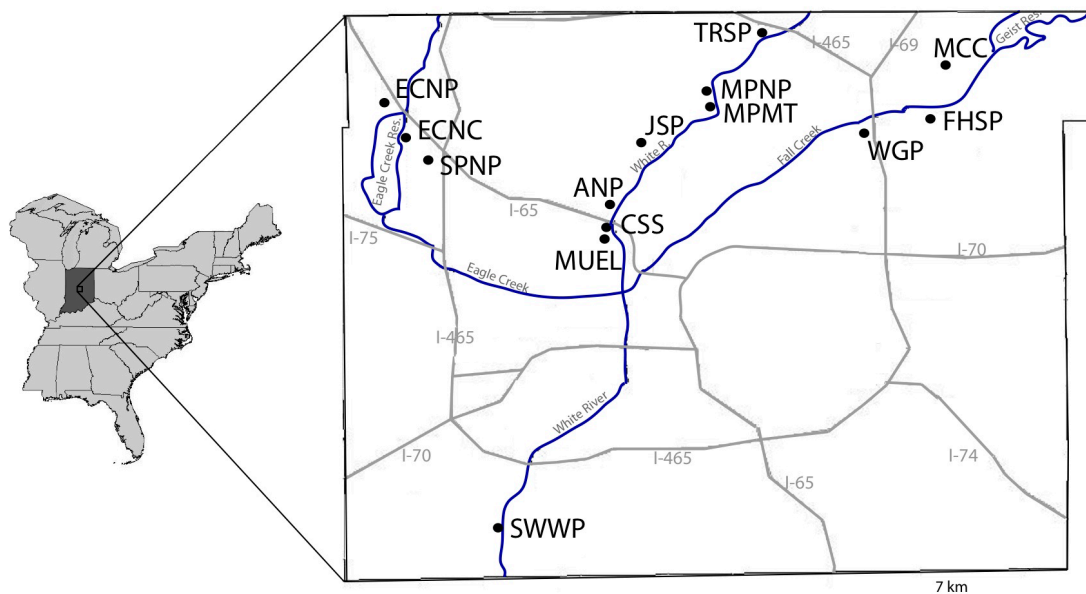 TRSP
I-465
I-69
Geist Res.
MCC
ECNP
MPNP
MPMT
FHSP
ECNC
JSP
WGP
SPNP
Eagle Creek Res.
White R.
Fall Creek
ANP
I-65
CSS
I-75
MUEL
I-70
Eagle Creek
I-465
White River
I-70
I-465
I-74
I-65
SWWP
7 km